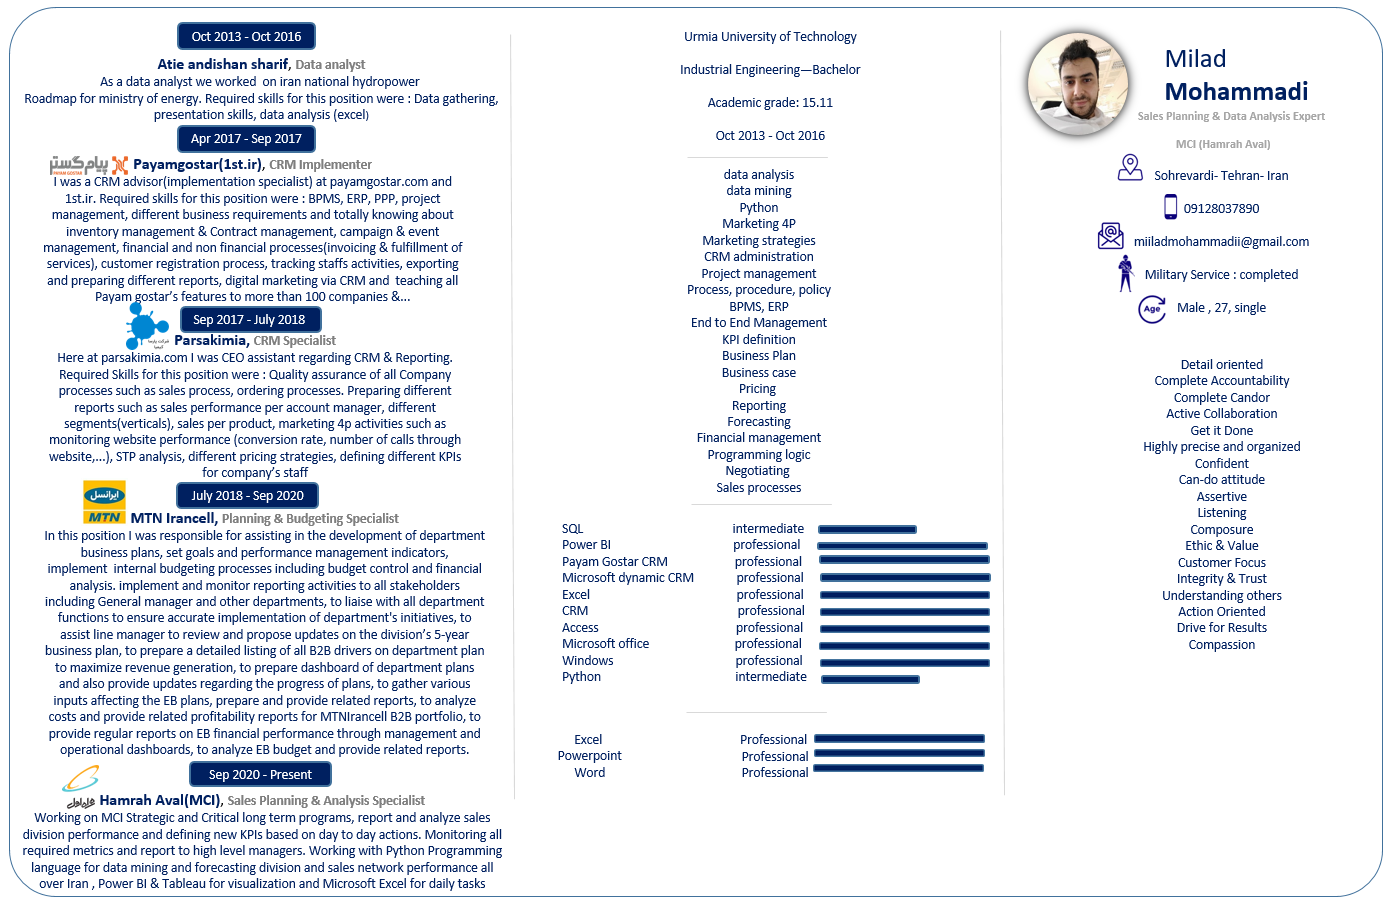 Oct 2013 - Oct 2016
Atie andishan sharif, Data analyst
As a data analyst we worked on iran national hydropower
Roadmap for ministry of energy. Required skills for this position were : Data gathering,
presentation skills, data analysis (excel)
Apr 2017 - Sep 2017
پیام‌گستر
PAYAM GOSTAR
Payamgostar(1st.ir), CRM Implementer
I was a CRM advisor(implementation specialist) at payamgostar.com and
1st.ir. Required skills for this position were : BPMS, ERP, PPP, project
management, different business requirements and totally knowing about
inventory management & Contract management, campaign & event
management, financial and non financial processes(invoicing & fulfillment of
services), customer registration process, tracking staffs activities, exporting
and preparing different reports, digital marketing via CRM and teaching all
Payam gostar’s features to more than 100 companies &...
Sep 2017 - July 2018
شرکت پارسا
کیمیا
Parsakimia, CRM Specialist
Here at parsakimia.com I was CEO assistant regarding CRM & Reporting.
Required Skills for this position were : Quality assurance of all Company
processes such as sales process, ordering processes. Preparing different
reports such as sales performance per account manager, different
segments(verticals), sales per product, marketing 4p activities such as
monitoring website performance (conversion rate, number of calls through
website,...), STP analysis, different pricing strategies, defining different KPIs
for company’s staff
July 2018 - Sep 2020
ایرانسل
MTN
MTN Irancell, Planning & Budgeting Specialist
In this position I was responsible for assisting in the development of department
business plans, set goals and performance management indicators,
implement internal budgeting processes including budget control and financial
analysis. implement and monitor reporting activities to all stakeholders
including General manager and other departments, to liaise with all department
functions to ensure accurate implementation of department's initiatives, to
assist line manager to review and propose updates on the division’s 5-year
business plan, to prepare a detailed listing of all B2B drivers on department plan
to maximize revenue generation, to prepare dashboard of department plans
and also provide updates regarding the progress of plans, to gather various
inputs affecting the EB plans, prepare and provide related reports, to analyze
costs and provide related profitability reports for MTNIrancell B2B portfolio, to
provide regular reports on EB financial performance through management and
operational dashboards, to analyze EB budget and provide related reports.
Sep 2020 - Present
همراه اول
Hamrah Aval(MCI), Sales Planning & Analysis Specialist
Working on MCI Strategic and Critical long term programs, report and analyze sales
division performance and defining new KPIs based on day to day actions. Monitoring all
required metrics and report to high level managers. Working with Python Programming
language for data mining and forecasting division and sales network performance all
over Iran , Power BI & Tableau for visualization and Microsoft Excel for daily tasks
Urmia University of Technology
Industrial Engineering—Bachelor
Academic grade: 15.11
Oct 2013 - Oct 2016
data analysis
data mining
Python
Marketing 4P
Marketing strategies
CRM administration
Project management
Process, procedure, policy
BPMS, ERP
End to End Management
KPI definition
Business Plan
Business case
Pricing
Reporting
Forecasting
Financial management
Programming logic
Negotiating
Sales processes
SQL intermediate
Power BI professional
Payam Gostar CRM professional
Microsoft dynamic CRM professional
Excel professional
CRM professional
Access professional
Microsoft office professional
Windows professional
Python intermediate
Excel Professional
Powerpoint Professional
Word Professional
Milad
Mohammadi
Sales Planning & Data Analysis Expert
MCI (Hamrah Aval)
Sohrevardi- Tehran- Iran
09128037890
miiladmohammadii@gmail.com
Military Service : completed
Age
Male , 27, single
Detail oriented
Complete Accountability
Complete Candor
Active Collaboration
Get it Done
Highly precise and organized
Confident
Can-do attitude
Assertive
Listening
Composure
Ethic & Value
Customer Focus
Integrity & Trust
Understanding others
Action Oriented
Drive for Results
Compassion